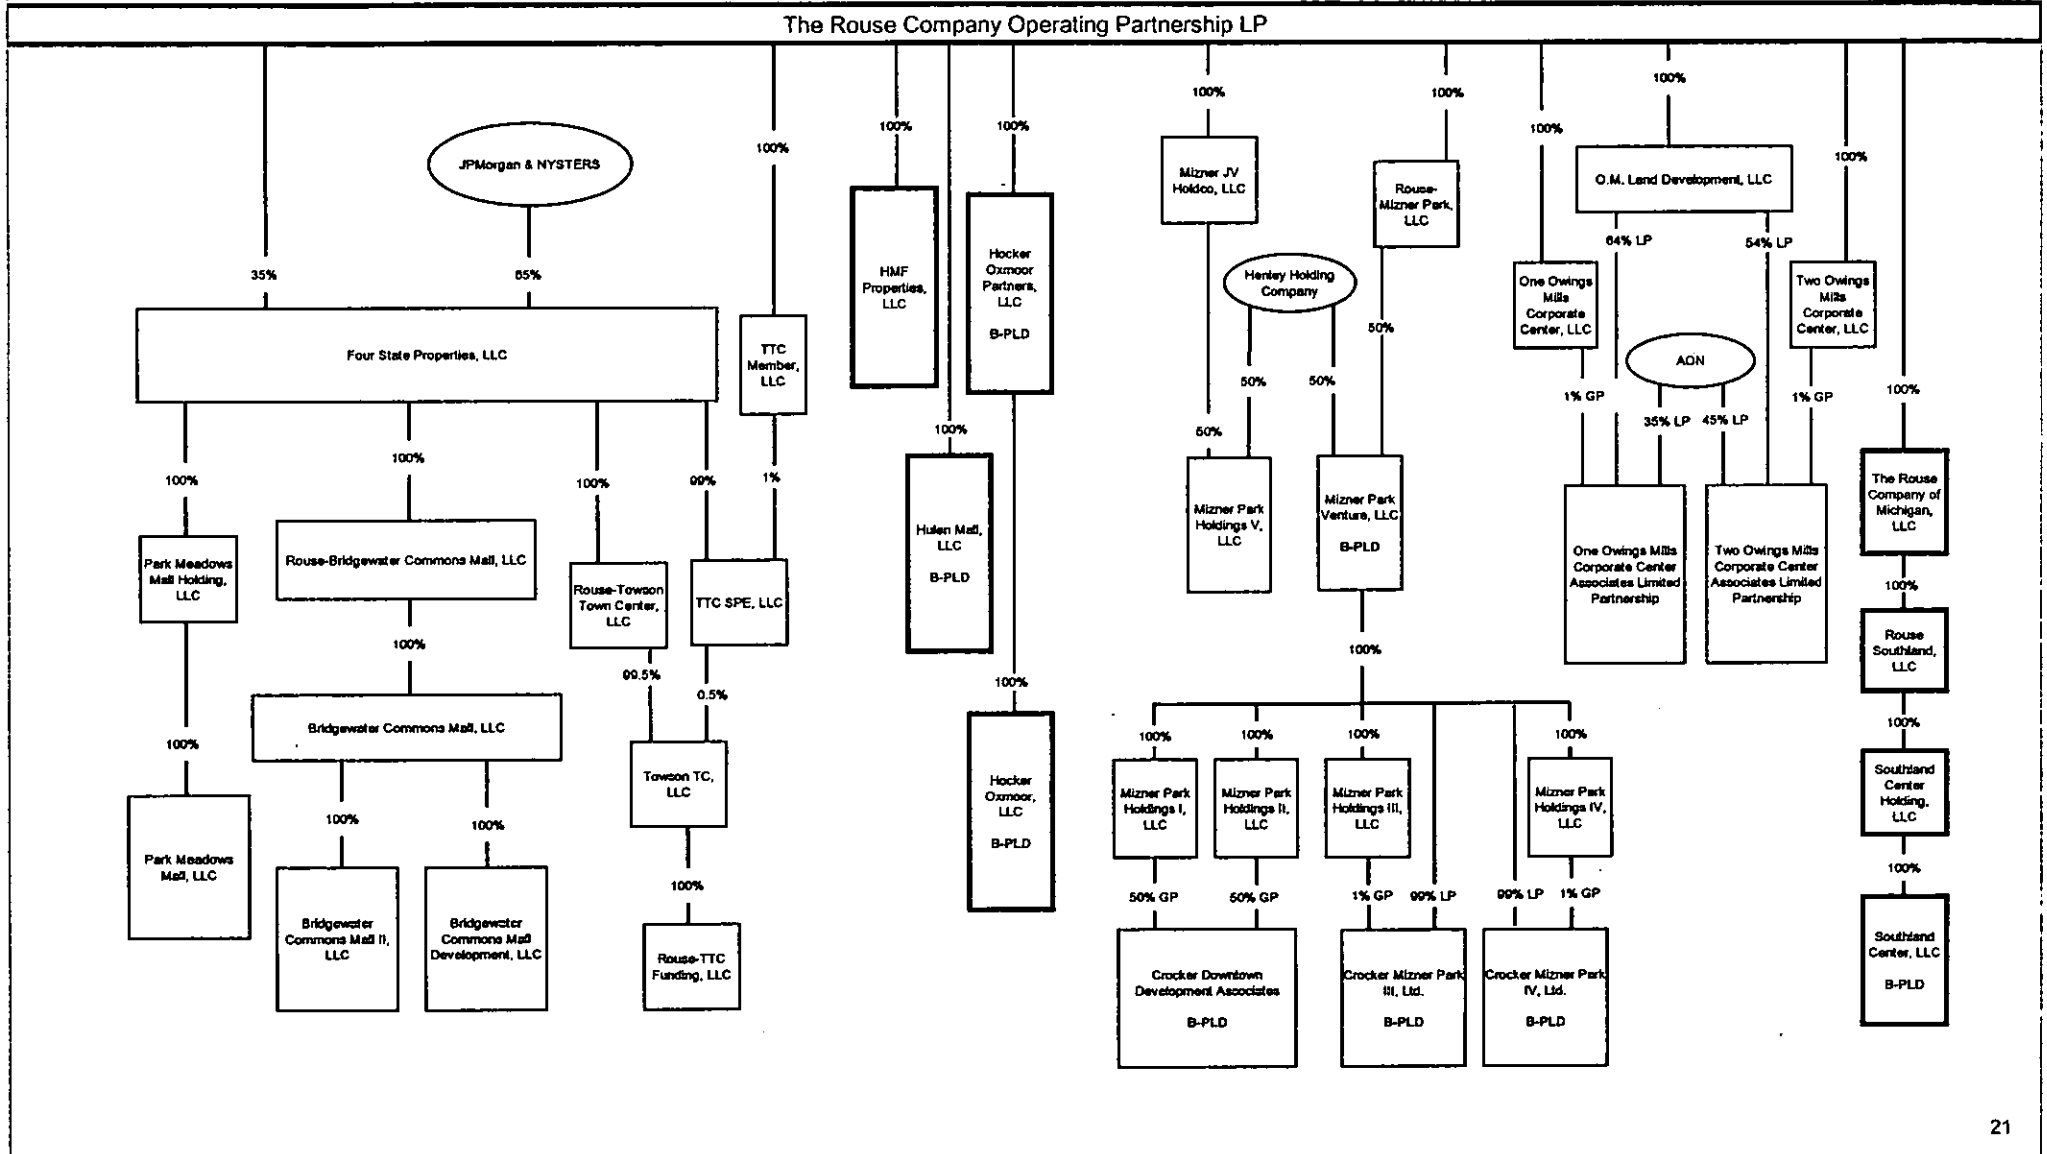 The Rouse Company Operating Partnership LP
35%
JPMorgan & NYSTERS
65%
Four State Properties, LLC
100%
Park Meadows
Mall Holding,
LLC
100%
Park Meadows
Mall, LLC
100%
Rouse-Bridgewater Commons Mall, LLC
100%
Bridgewater Commons Mall, LLC
100%
Bridgewater
Commons Mall II,
LLC
100%
Bridgewater
Commons Mall
Development, LLC
100%
Rouse-Towson
Town Center,
LLC
99.5%
99%
100%
TTC
Member,
LLC
1%
TTC SPE, LLC
0.5%
Towson TC,
LLC
100%
Rouse-TTC
Funding, LLC
100%
HMF
Properties,
LLC
100%
Hulen Mall,
LLC
B-PLD
100%
Hocker
Oxmoor
Partners,
LLC
B-PLD
100%
Hocker
Oxmoor,
LLC
B-PLD
100%
Mizner JV
Holdco, LLC
50%
Henley Holding
Company
50%
50%
100%
Rouse-
Mizner Park,
LLC
50%
Mizner Park
Holdings V,
LLC
Mizner Park
Venture, LLC
B-PLD
100%
100%
Mizner Park
Holdings I,
LLC
50% GP
100%
Mizner Park
Holdings II,
LLC
50% GP
100%
Mizner Park
Holdings III,
LLC
1% GP
99% LP
99% LP
100%
Mizner Park
Holdings IV,
LLC
1% GP
Crocker Downtown
Development Associates
B-PLD
Crocker Mizner Park
III, Ltd.
B-PLD
Crocker Mizner Park
IV, Ltd.
B-PLD
100%
One Owings
Mills
Corporate
Center, LLC
1% GP
100%
O.M. Land Development, LLC
64% LP
54% LP
AON
35% LP
45% LP
100%
Two Owings
Mills
Corporate
Center, LLC
1% GP
One Owings Mills
Corporate Center
Associates Limited
Partnership
Two Owings Mills
Corporate Center
Associates Limited
Partnership
100%
The Rouse
Company of
Michigan,
LLC
100%
Rouse
Southland,
LLC
100%
Southland
Center
Holding,
LLC
100%
Southland
Center, LLC
B-PLD
21